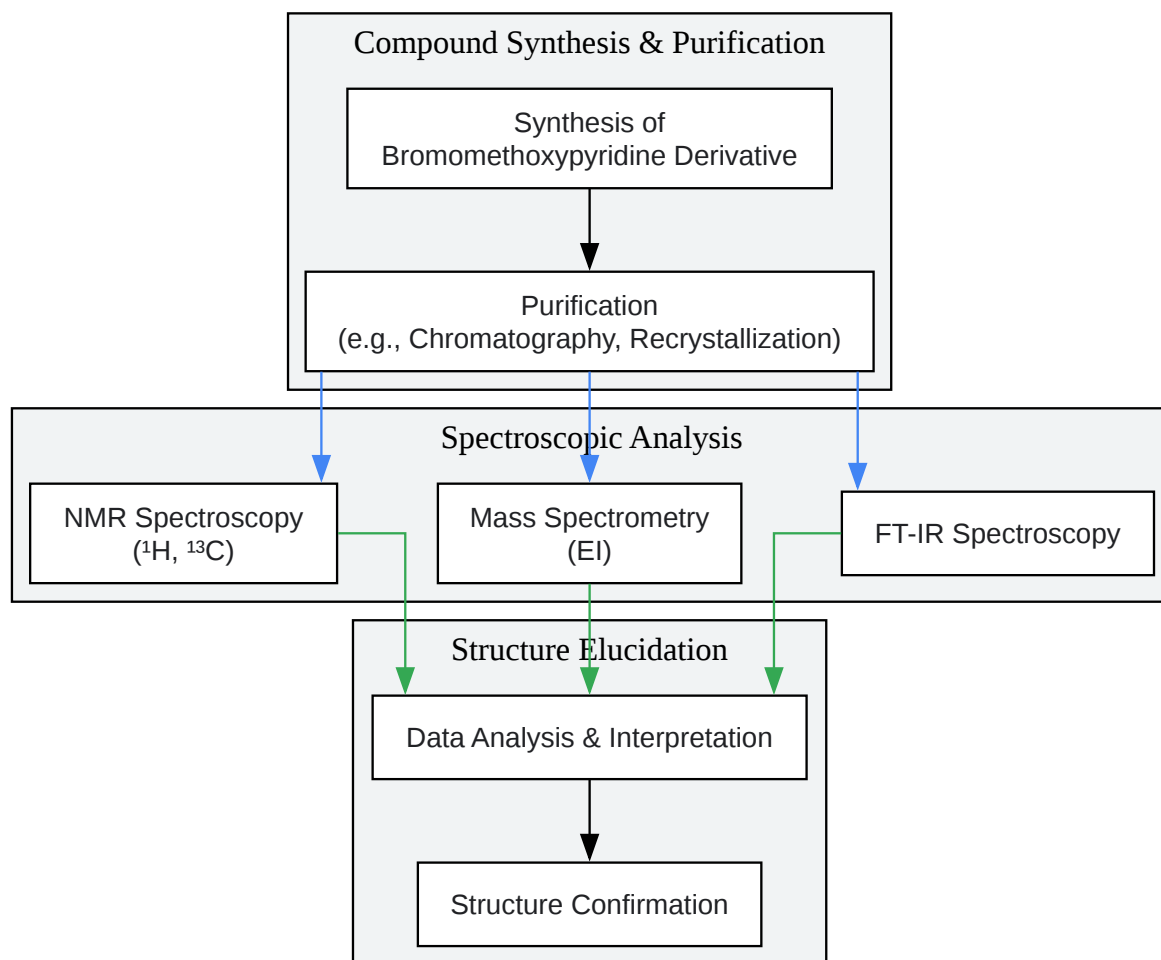 Compound Synthesis & Purification
Synthesis of
Bromomethoxypyridine Derivative
Purification
(e.g., Chromatography, Recrystallization)
Spectroscopic Analysis
NMR Spectroscopy
(¹H, ¹³C)
Mass Spectrometry
(EI)
FT-IR Spectroscopy
Structure Elucidation
Data Analysis & Interpretation
Structure Confirmation